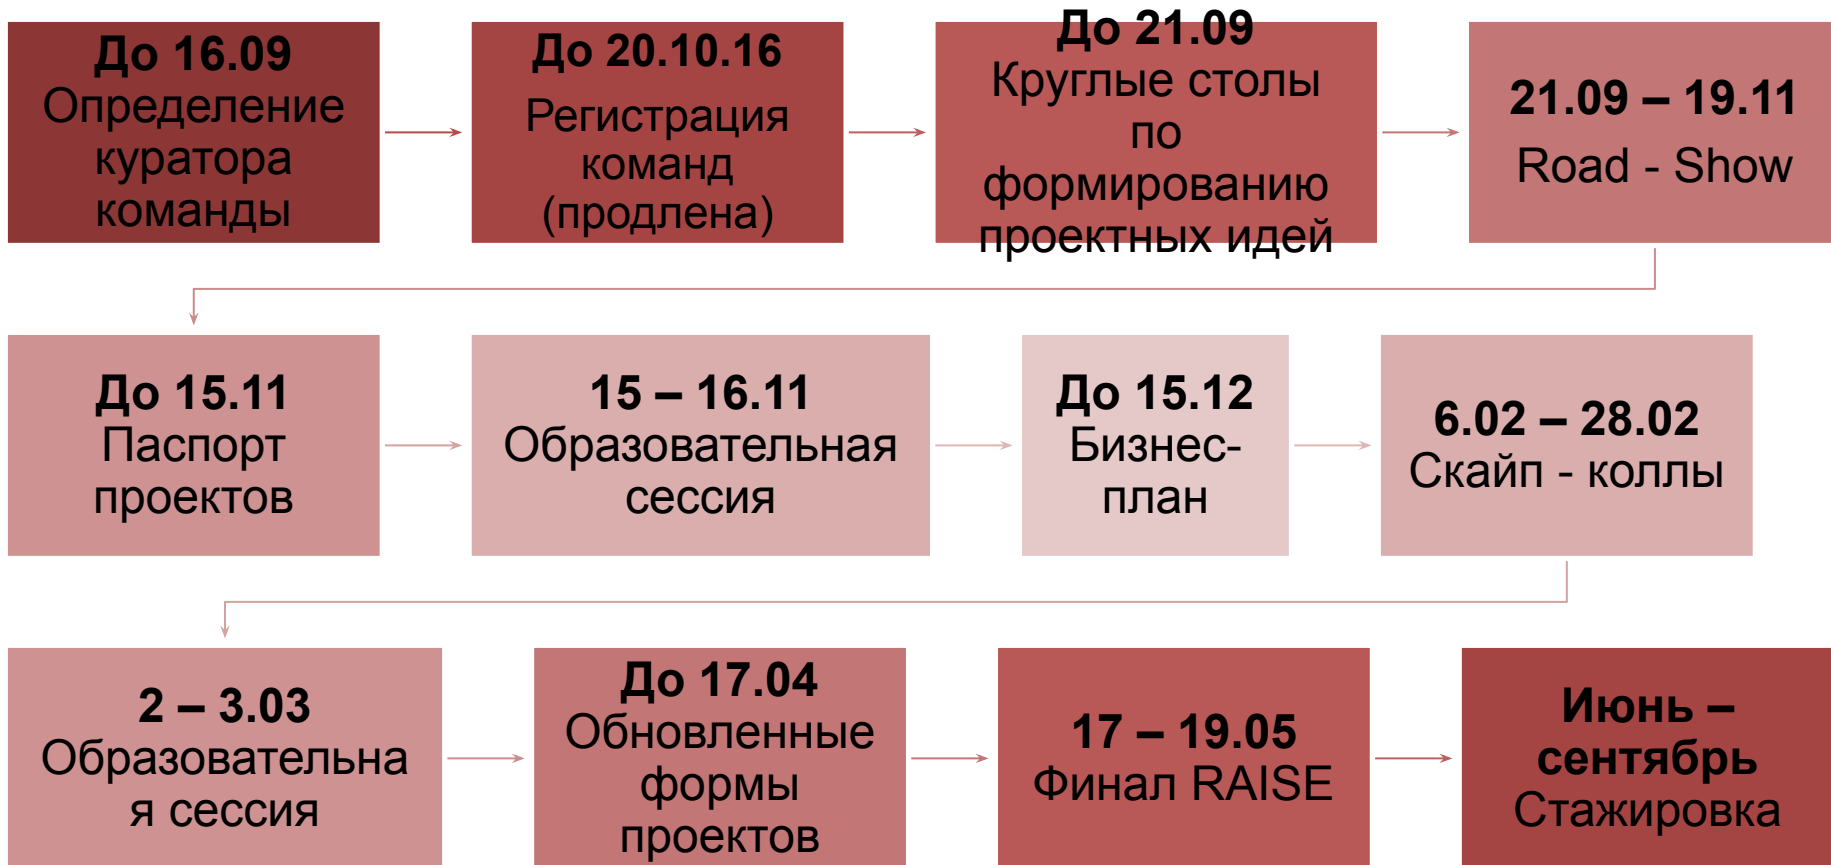 До 16.09
Определение
куратора
команды
До 20.10.16
Регистрация
команд
(продлена)
До 21.09
Круглые столы
по
формированию
проектных идей
21.09 – 19.11
Road - Show
До 15.11
Паспорт
проектов
15 – 16.11
Образовательная
сессия
До 15.12
Бизнес-
план
6.02 – 28.02
Скайп - коллы
2 – 3.03
Образовательна
я сессия
До 17.04
Обновленные
формы
проектов
17 – 19.05
Финал RAISE
Июнь –
сентябрь
Стажировка